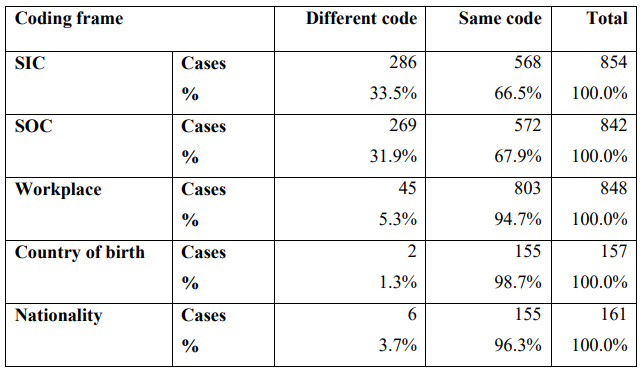 Coding frame Different code Same code Total
SIC Cases 286 568 854
% 33.5% 66.5% 100.0%
SOC Cases 269 572 842
% 31.9% 67.9% 100.0%
Workplace Cases 45 803 848
% 5.3% 94.7% 100.0%
Country of birth Cases 2 155 157
% 1.3% 98.7% 100.0%
Nationality Cases 6 155 161
% 3.7% 96.3% 100.0%